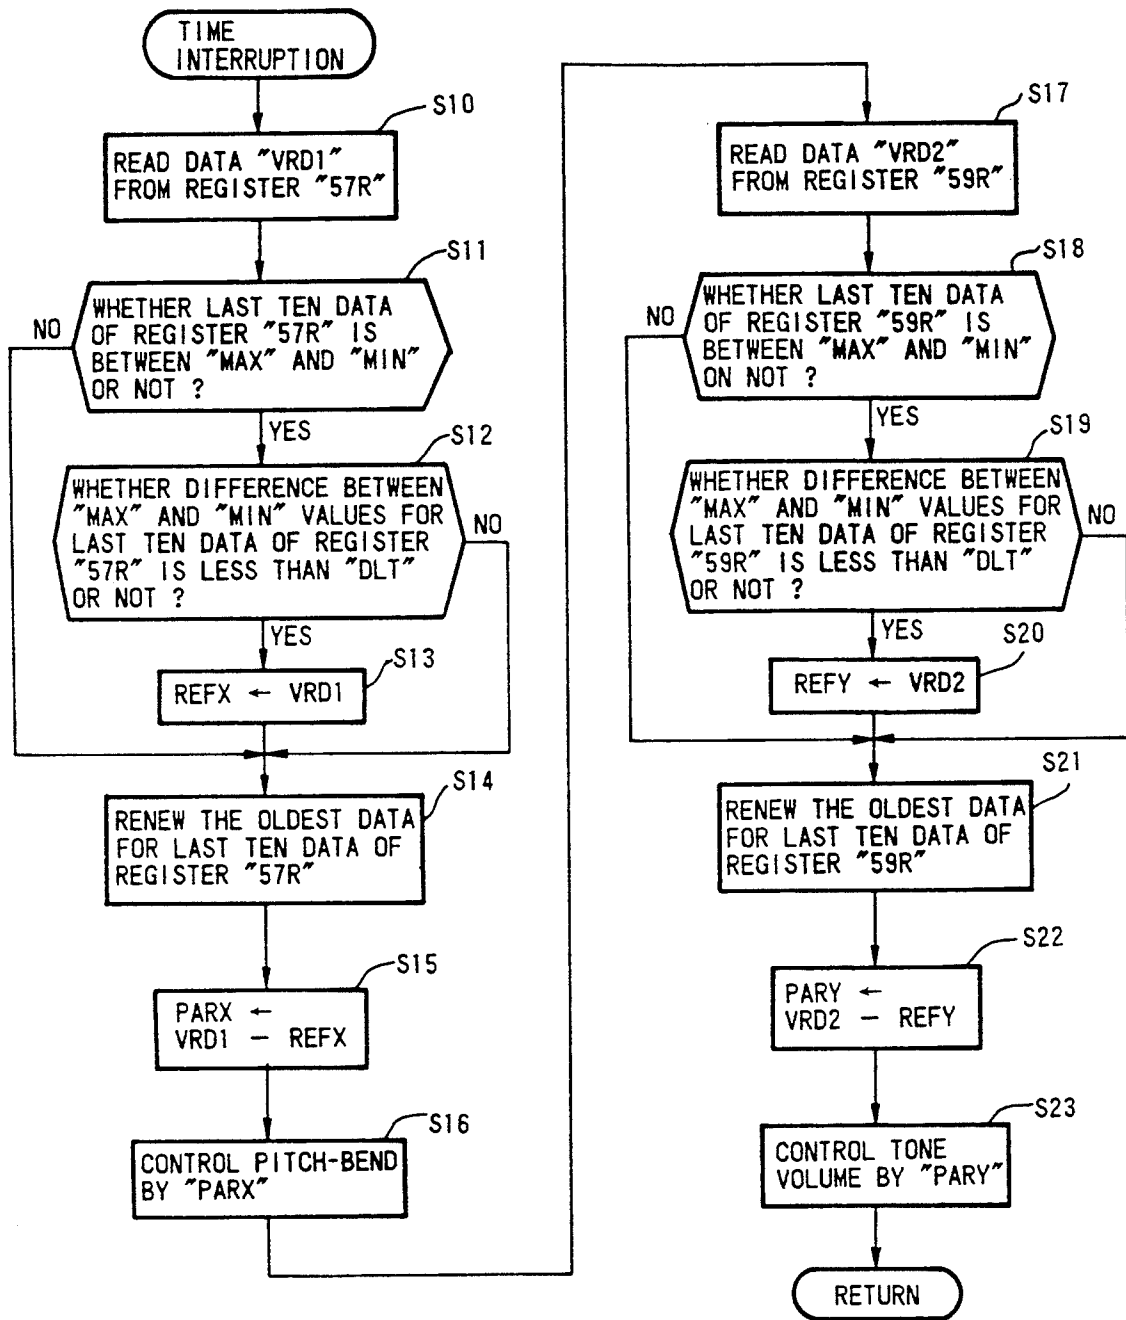 TIME
INTERRUPTION
S10
READ DATA "VRD1"
FROM REGISTER "57R"
S11
WHETHER LAST TEN DATA
OF REGISTER "57R" IS
BETWEEN "MAX" AND "MIN"
OR NOT ?
NO
YES
S12
WHETHER DIFFERENCE BETWEEN
"MAX" AND "MIN" VALUES FOR
LAST TEN DATA OF REGISTER
"57R" IS LESS THAN "DLT"
OR NOT ?
NO
YES
S13
REFX ← VRD1
S14
RENEW THE OLDEST DATA
FOR LAST TEN DATA OF
REGISTER "57R"
S15
PARX ←
VRD1 – REFX
S16
CONTROL PITCH-BEND
BY "PARX"
S17
READ DATA "VRD2"
FROM REGISTER "59R"
S18
WHETHER LAST TEN DATA
OF REGISTER "59R" IS
BETWEEN "MAX" AND "MIN"
ON NOT ?
NO
YES
S19
WHETHER DIFFERENCE BETWEEN
"MAX" AND "MIN" VALUES FOR
LAST TEN DATA OF REGISTER
"59R" IS LESS THAN "DLT"
OR NOT ?
NO
YES
S20
REFY ← VRD2
S21
RENEW THE OLDEST DATA
FOR LAST TEN DATA OF
REGISTER "59R"
S22
PARY ←
VRD2 – REFY
S23
CONTROL TONE
VOLUME BY "PARY"
RETURN